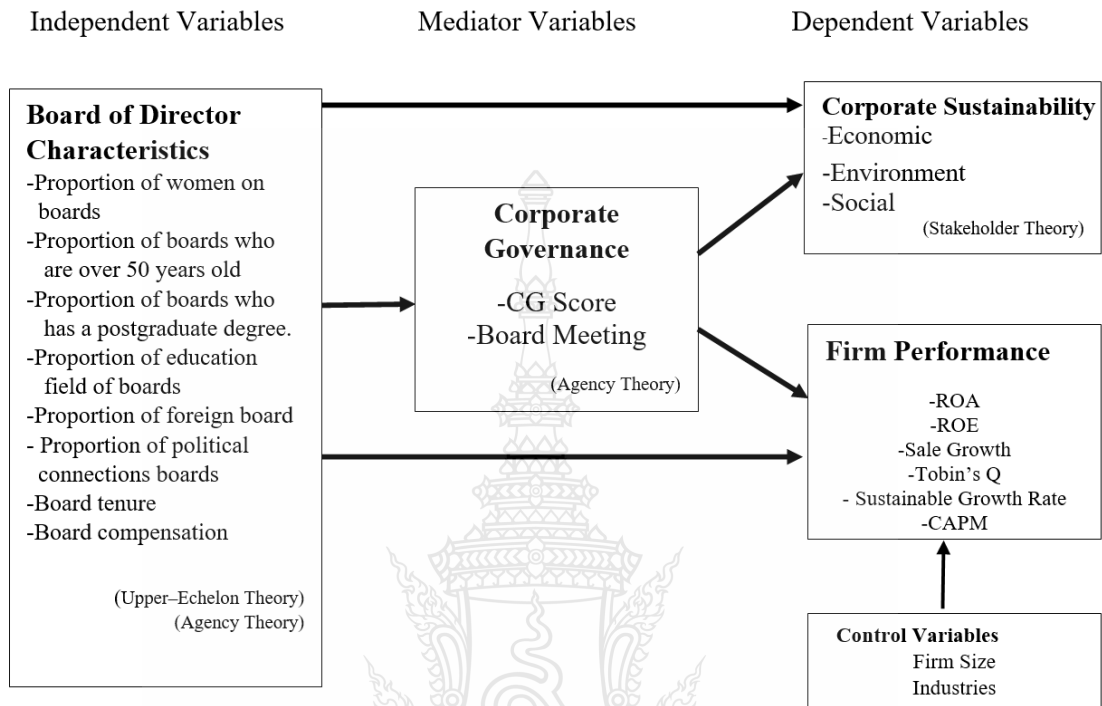 Independent Variables
Mediator Variables
Dependent Variables
Board of Director
Characteristics
-Proportion of women on
boards
-Proportion of boards who
are over 50 years old
-Proportion of boards who
has a postgraduate degree.
-Proportion of education
field of boards
-Proportion of foreign board
- Proportion of political
connections boards
-Board tenure
-Board compensation
(Upper–Echelon Theory)
(Agency Theory)
Corporate
Governance
-CG Score
-Board Meeting
(Agency Theory)
Corporate Sustainability
-Economic
-Environment
-Social
(Stakeholder Theory)
Firm Performance
-ROA
-ROE
-Sale Growth
-Tobin’s Q
- Sustainable Growth Rate
-CAPM
Control Variables
Firm Size
Industries